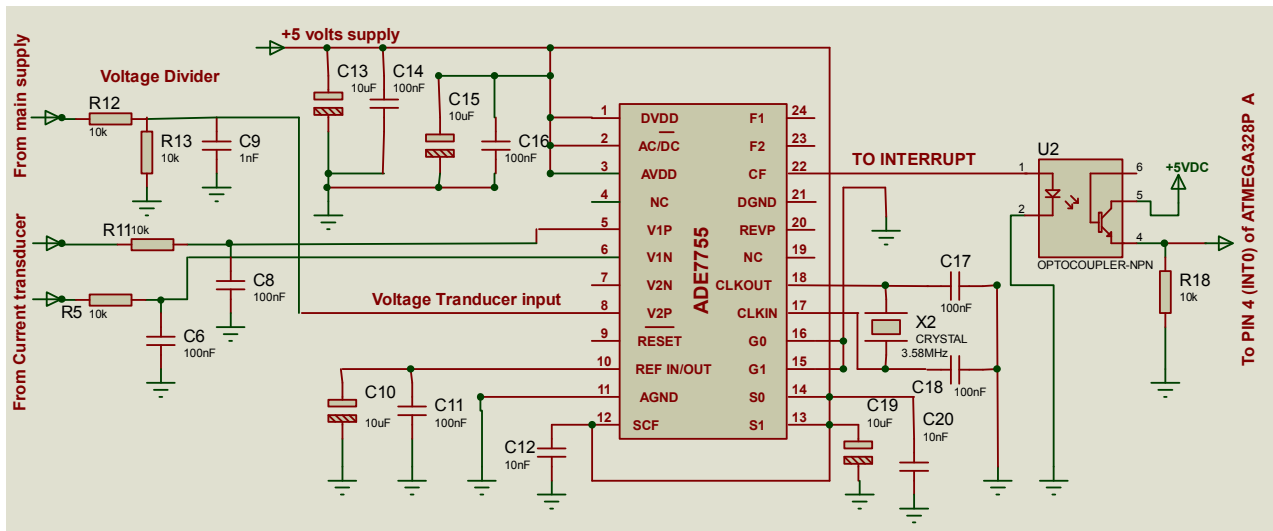 +5 volts supply
From main supply
Voltage Divider
R12
10k
R13
10k
C9
1nF
C13
10uF
C14
100nF
C15
10uF
C16
100nF
From Current transducer
R11
10k
R5
10k
C8
100nF
C6
100nF
Voltage Tranducer input
C10
10uF
C11
100nF
C12
10nF
ADE7755
1 DVDD
2 AC/DC
3 AVDD
4 NC
5 V1P
6 V1N
7 V2N
8 V2P
9 RESET
10 REF IN/OUT
11 AGND
12 SCF
F1 24
F2 23
CF 22
DGND 21
REVP 20
NC 19
CLKOUT 18
CLKIN 17
G0 16
G1 15
S0 14
S1 13
TO INTERRUPT
C17
100nF
X2
CRYSTAL
3.58MHz
C18
100nF
C19
10uF
C20
10nF
U2
1
2
6
5
4
OPTOCOUPLER-NPN
+5VDC
R18
10k
To PIN 4 (INT0) of ATMEGA328P A